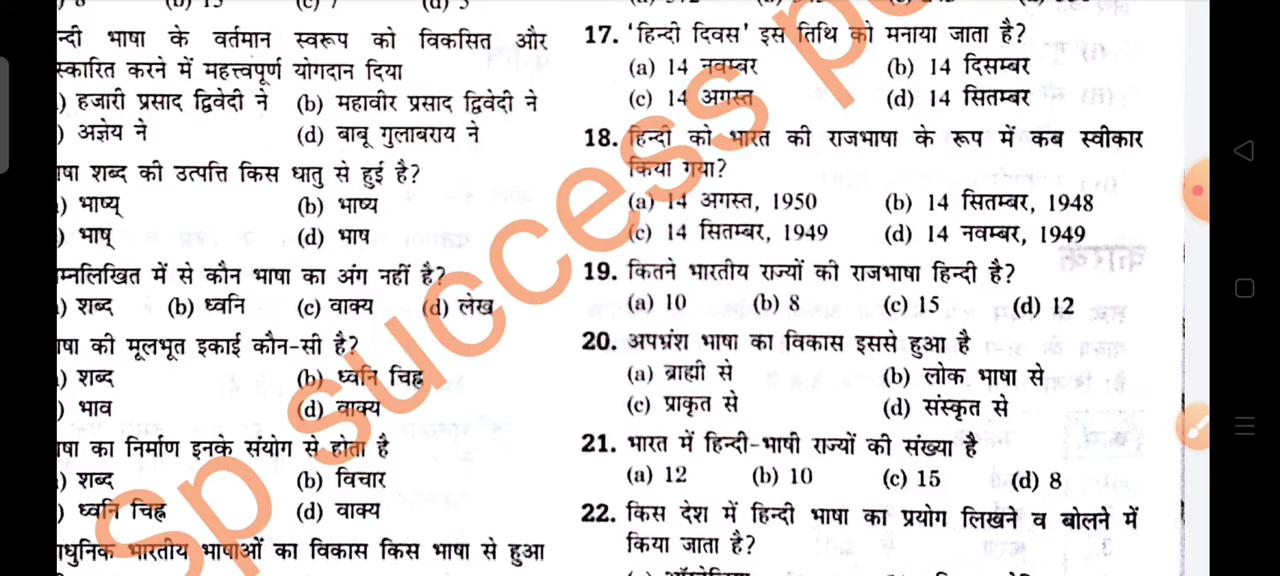 (b) 15 (c) 7 (d) 5
न्दी भाषा के वर्तमान स्वरूप को विकसित और
स्कारित करने में महत्त्वपूर्ण योगदान दिया
) हजारी प्रसाद द्विवेदी ने (b) महावीर प्रसाद द्विवेदी ने
) अज्ञेय ने (d) बाबू गुलाबराय ने
षा शब्द की उत्पत्ति किस धातु से हुई है?
) भाष्य् (b) भाष्य
) भाष् (d) भाष
म्नलिखित में से कौन भाषा का अंग नहीं है?
) शब्द (b) ध्वनि (c) वाक्य (d) लेख
षा की मूलभूत इकाई कौन-सी है?
) शब्द (b) ध्वनि चिह्न
) भाव (d) वाक्य
षा का निर्माण इनके संयोग से होता है
) शब्द (b) विचार
) ध्वनि चिह्न (d) वाक्य
धुनिक भारतीय भाषाओं का विकास किस भाषा से हुआ
17. 'हिन्दी दिवस' इस तिथि को मनाया जाता है?
(a) 14 नवम्बर (b) 14 दिसम्बर
(c) 14 अगस्त (d) 14 सितम्बर
18. हिन्दी को भारत की राजभाषा के रूप में कब स्वीकार
किया गया?
(a) 14 अगस्त, 1950 (b) 14 सितम्बर, 1948
(c) 14 सितम्बर, 1949 (d) 14 नवम्बर, 1949
19. कितने भारतीय राज्यों की राजभाषा हिन्दी है?
(a) 10 (b) 8 (c) 15 (d) 12
20. अपभ्रंश भाषा का विकास इससे हुआ है
(a) ब्राह्मी से (b) लोक भाषा से
(c) प्राकृत से (d) संस्कृत से
21. भारत में हिन्दी-भाषी राज्यों की संख्या है
(a) 12 (b) 10 (c) 15 (d) 8
22. किस देश में हिन्दी भाषा का प्रयोग लिखने व बोलने में
किया जाता है?
Sp success p